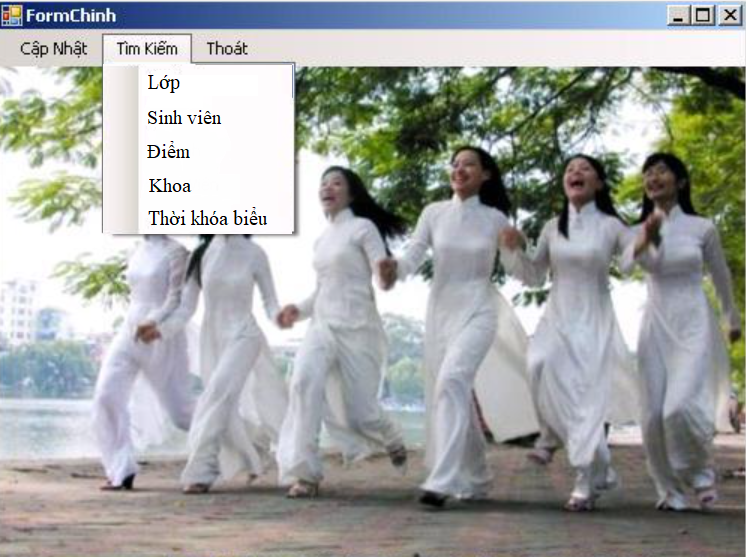 FormChinh
Cập Nhật Tìm Kiếm Thoát
Lớp
Sinh viên
Điểm
Khoa
Thời khóa biểu